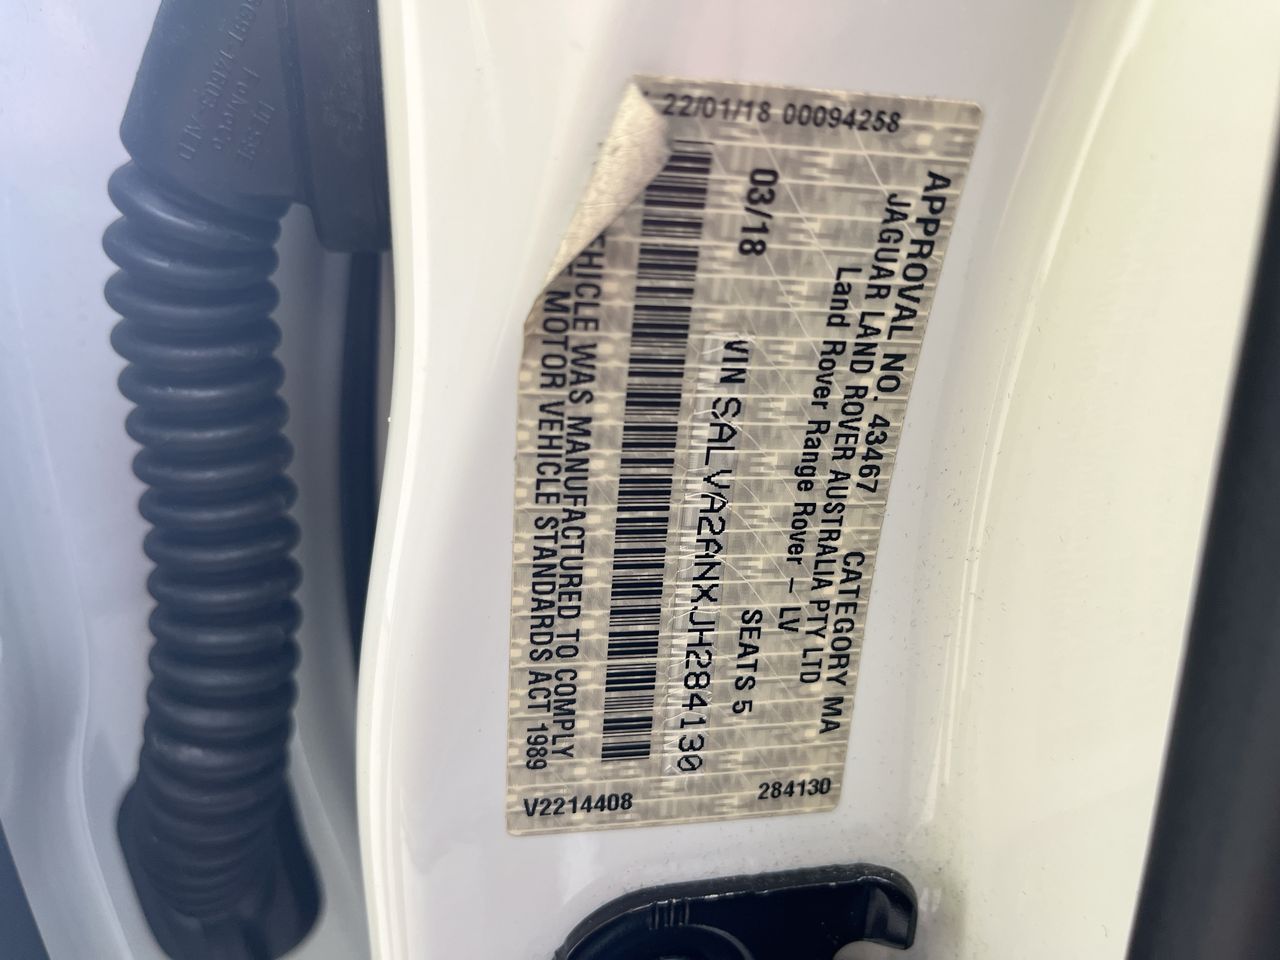 22/01/18 00094258
APPROVAL NO. 43467 CATEGORY MA
JAGUAR LAND ROVER AUSTRALIA PTY LTD
Land Rover Range Rover – LV
03/18
VIN SALVA2ANXJH284130
SEATS 5
EHICLE WAS MANUFACTURED TO COMPLY
MOTOR VEHICLE STANDARDS ACT 1989
V2214408
284130